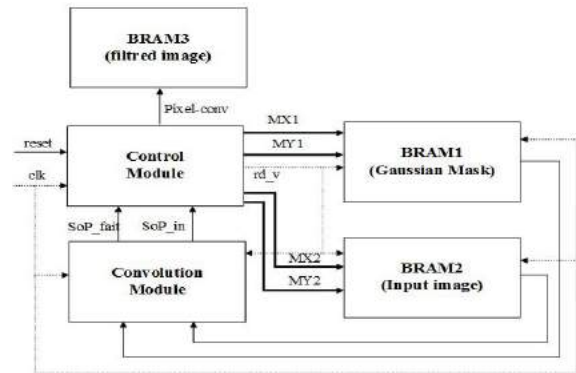 BRAM3
(filtred image)
Pixel-conv
MX1
reset
MY1
Control
Module
BRAM1
(Gaussian Mask)
clk
rd_v
SoP_fait
SoP_in
MX2
Convolution
Module
BRAM2
(Input image)
MY2